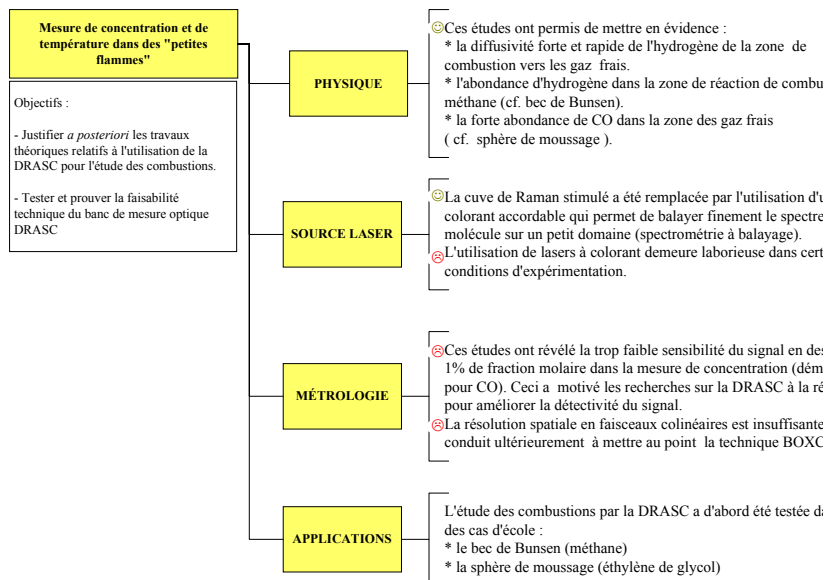 Mesure de concentration et de
température dans des "petites
flammes"
Objectifs :
- Justifier a posteriori les travaux
théoriques relatifs à l'utilisation de la
DRASC pour l'étude des combustions.
- Tester et prouver la faisabilité
technique du banc de mesure optique
DRASC
PHYSIQUE
Ces études ont permis de mettre en évidence :
* la diffusivité forte et rapide de l'hydrogène de la zone de
combustion vers les gaz frais.
* l'abondance d'hydrogène dans la zone de réaction de combu
méthane (cf. bec de Bunsen).
* la forte abondance de CO dans la zone des gaz frais
( cf. sphère de moussage ).
SOURCE LASER
La cuve de Raman stimulé a été remplacée par l'utilisation d'u
colorant accordable qui permet de balayer finement le spectre
molécule sur un petit domaine (spectrométrie à balayage).
L'utilisation de lasers à colorant demeure laborieuse dans cert
conditions d'expérimentation.
MÉTROLOGIE
Ces études ont révélé la trop faible sensibilité du signal en des
1% de fraction molaire dans la mesure de concentration (dém
pour CO). Ceci a motivé les recherches sur la DRASC à la ré
pour améliorer la détectivité du signal.
La résolution spatiale en faisceaux colinéaires est insuffisante
conduit ultérieurement à mettre au point la technique BOXC
APPLICATIONS
L'étude des combustions par la DRASC a d'abord été testée da
des cas d'école :
* le bec de Bunsen (méthane)
* la sphère de moussage (éthylène de glycol)